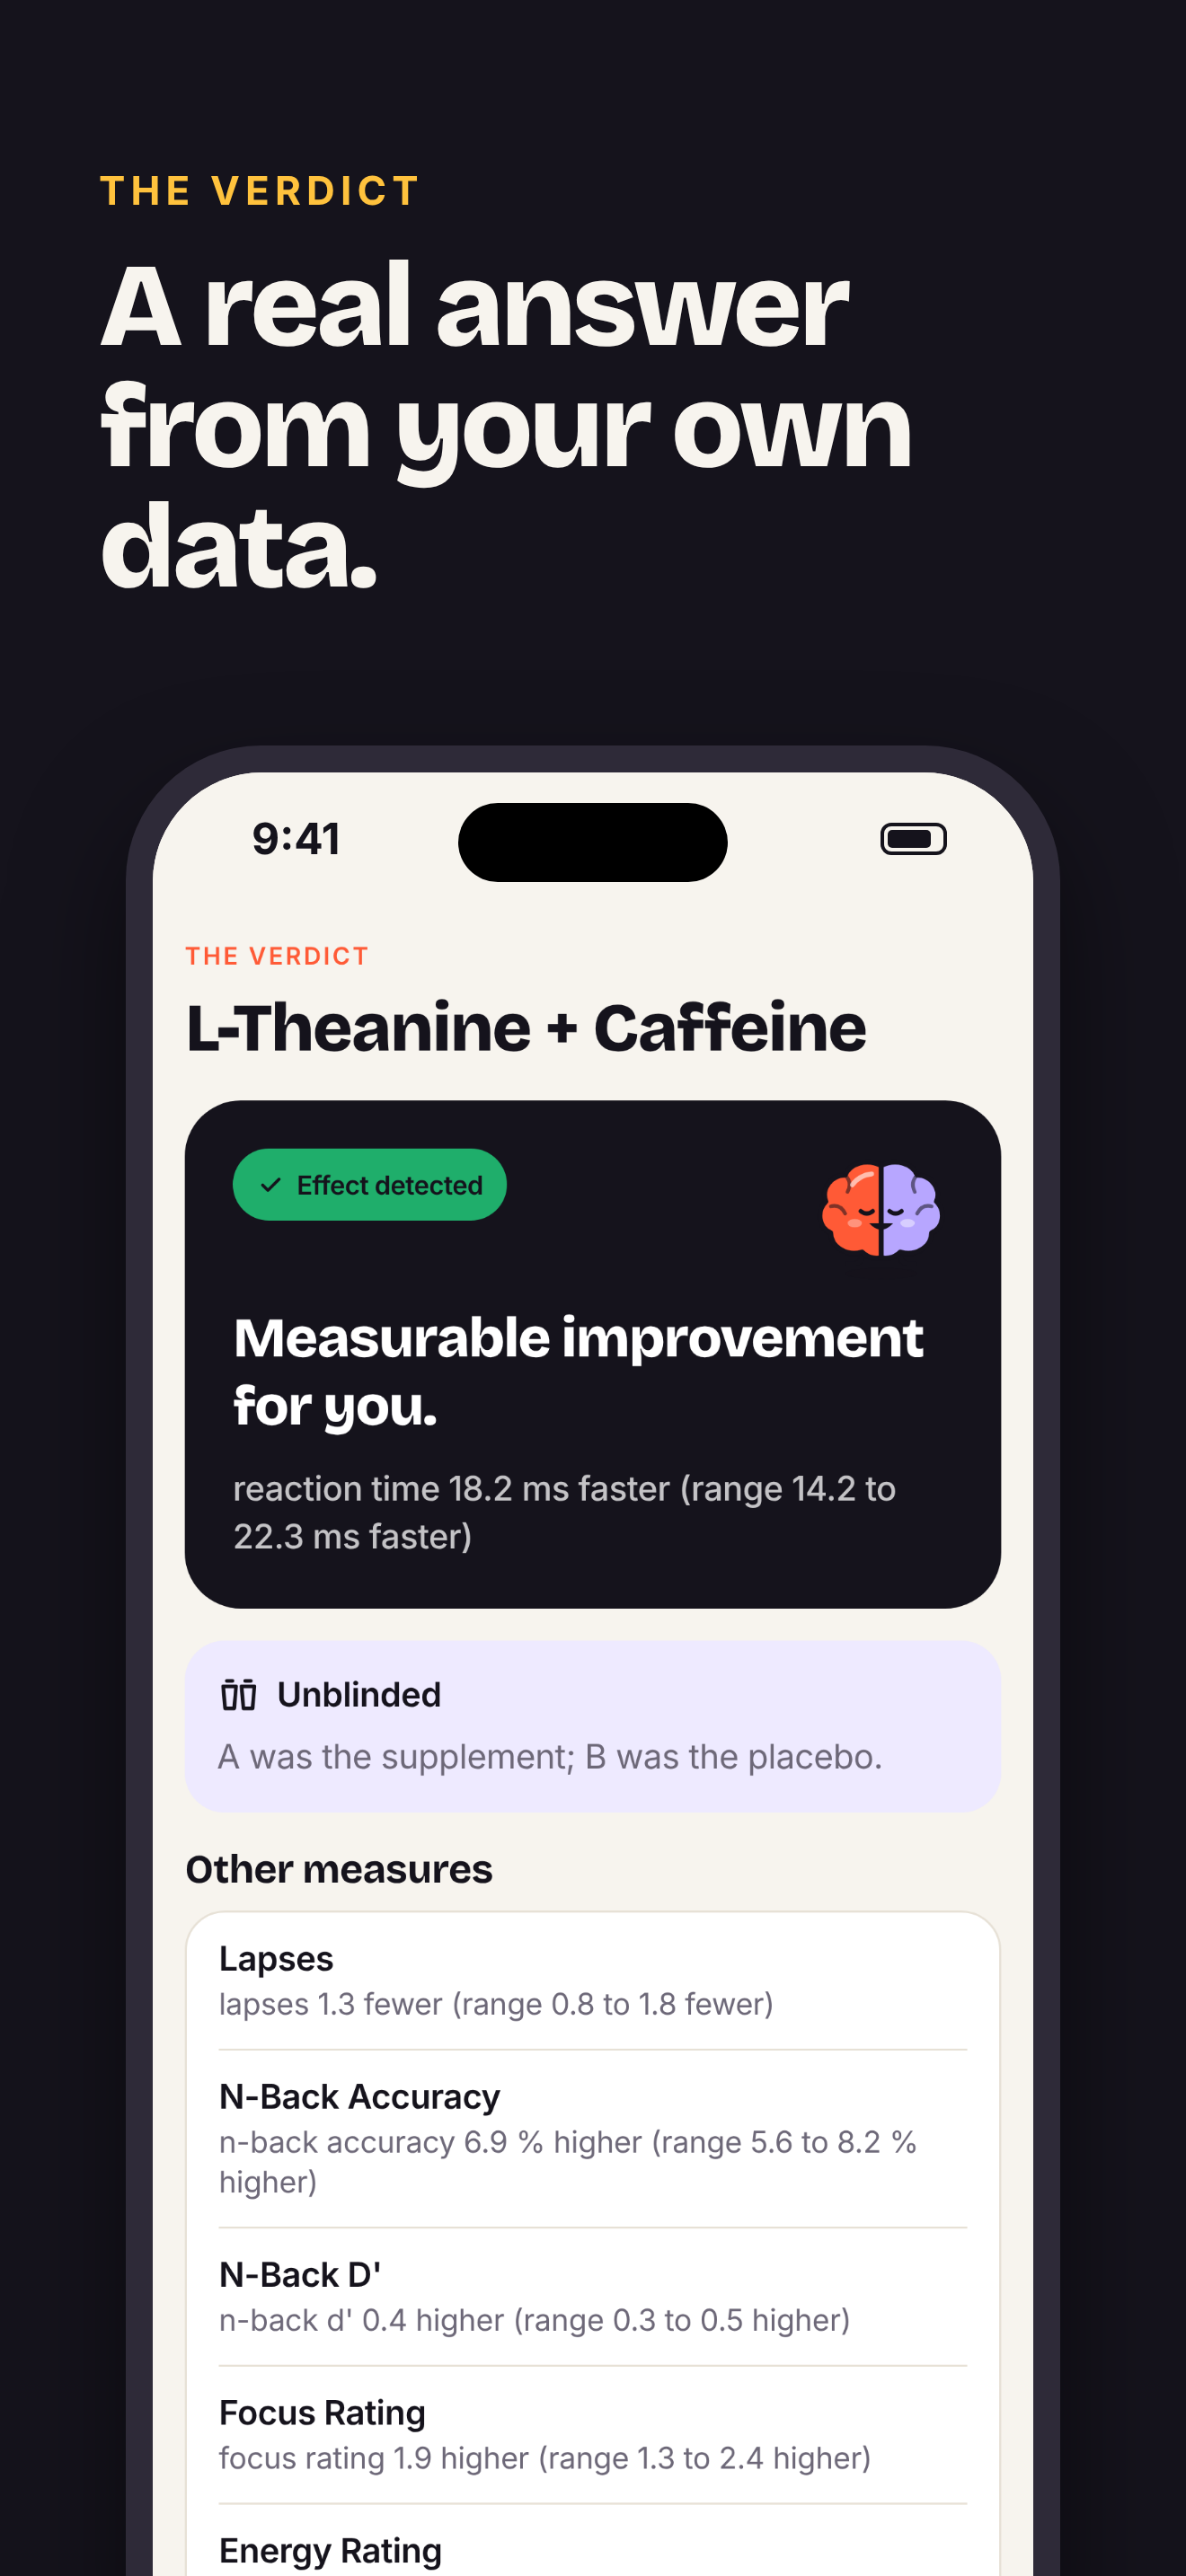 THE VERDICT
A real answer
from your own
data.
9:41
THE VERDICT
L-Theanine + Caffeine
Effect detected
Measurable improvement
for you.
reaction time 18.2 ms faster (range 14.2 to
22.3 ms faster)
Unblinded
A was the supplement; B was the placebo.
Other measures
Lapses
lapses 1.3 fewer (range 0.8 to 1.8 fewer)
N-Back Accuracy
n-back accuracy 6.9 % higher (range 5.6 to 8.2 %
higher)
N-Back D'
n-back d' 0.4 higher (range 0.3 to 0.5 higher)
Focus Rating
focus rating 1.9 higher (range 1.3 to 2.4 higher)
Energy Rating